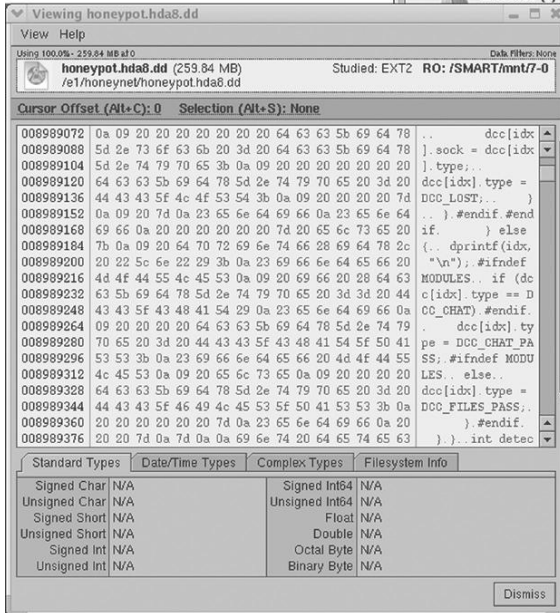 Viewing honeypot.hda8.dd
View Help
Using 100.0% - 259.84 MB at 0 Data Filters: None
honeypot.hda8.dd (259.84 MB) Studied: EXT2 RO: /SMART/mnt/7-0
/e1/honeynet/honeypot.hda8.dd
Cursor Offset (Alt+C): 0 Selection (Alt+S): None
008989072 0a 09 20 20 20 20 20 20 20 64 63 63 5b 69 64 78 .. dcc[idx
008989088 5d 2e 73 6f 63 6b 20 3d 20 64 63 63 5b 69 64 78 ].sock = dcc[idx
008989104 5d 2e 74 79 70 65 3b 0a 09 20 20 20 20 20 20 20 ].type;..
008989120 64 63 63 5b 69 64 78 5d 2e 74 79 70 65 20 3d 20 dcc[idx].type =
008989136 44 43 43 5f 4c 4f 53 54 3b 0a 09 20 20 20 20 7d DCC_LOST;.. }
008989152 0a 09 20 7d 0a 23 65 6e 64 69 66 0a 23 65 6e 64 .. }.#endif.#end
008989168 69 66 0a 20 20 20 20 20 20 7d 20 65 6c 73 65 20 if. } else
008989184 7b 0a 09 20 64 70 72 69 6e 74 66 28 69 64 78 2c {.. dprintf(idx,
008989200 20 22 5c 6e 22 29 3b 0a 23 69 66 6e 64 65 66 20 "\n");.#ifndef
008989216 4d 4f 44 55 4c 45 53 0a 09 20 69 66 20 28 64 63 MODULES.. if (dc
008989232 63 5b 69 64 78 5d 2e 74 79 70 65 20 3d 3d 20 44 c[idx].type == D
008989248 43 43 5f 43 48 41 54 29 0a 23 65 6e 64 69 66 0a CC_CHAT).#endif.
008989264 09 20 20 20 20 20 64 63 63 5b 69 64 78 5d 2e 74 79 . dcc[idx].ty
008989280 70 65 20 3d 20 44 43 43 5f 43 48 41 54 5f 50 41 pe = DCC_CHAT_PA
008989296 53 53 3b 0a 23 69 66 6e 64 65 66 20 4d 4f 44 55 SS;.#ifndef MODU
008989312 4c 45 53 0a 09 20 65 6c 73 65 0a 09 20 20 20 20 LES.. else..
008989328 64 63 63 5b 69 64 78 5d 2e 74 79 70 65 20 3d 20 dcc[idx].type =
008989344 44 43 43 5f 46 49 4c 45 53 5f 50 41 53 53 3b 0a DCC_FILES_PASS;.
008989360 20 20 20 20 20 20 7d 0a 23 65 6e 64 69 66 0a 20 }.#endif.
008989376 20 20 7d 0a 7d 0a 0a 69 6e 74 20 64 65 74 65 63 }.}..int detec
Standard Types Date/Time Types Complex Types Filesystem Info
Signed Char N/A Signed Int64 N/A
Unsigned Char N/A Unsigned Int64 N/A
Signed Short N/A Float N/A
Unsigned Short N/A Double N/A
Signed Int N/A Octal Byte N/A
Unsigned Int N/A Binary Byte N/A
Dismiss